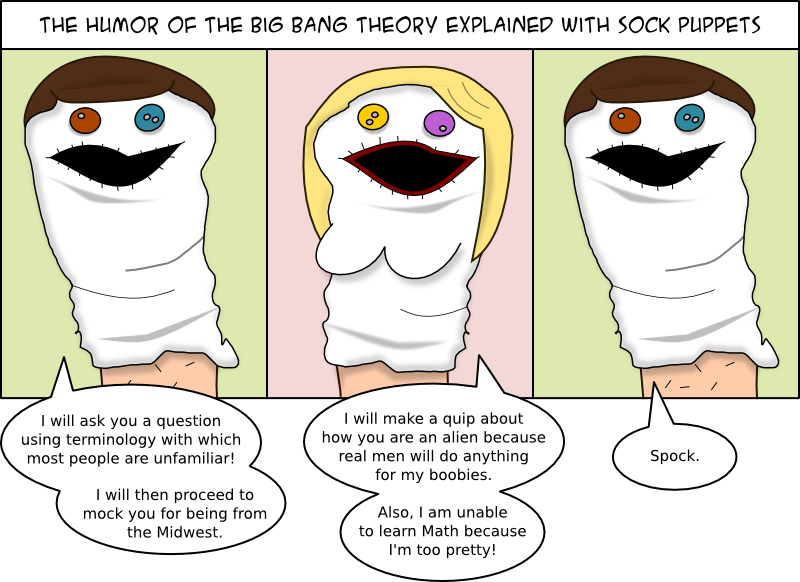 THE HUMOR OF THE BIG BANG THEORY EXPLAINED WITH SOCK PUPPETS
I will ask you a question
using terminology with which
most people are unfamiliar!
I will then proceed to
mock you for being from
the Midwest.
I will make a quip about
how you are an alien because
real men will do anything
for my boobies.
Also, I am unable
to learn Math because
I'm too pretty!
Spock.